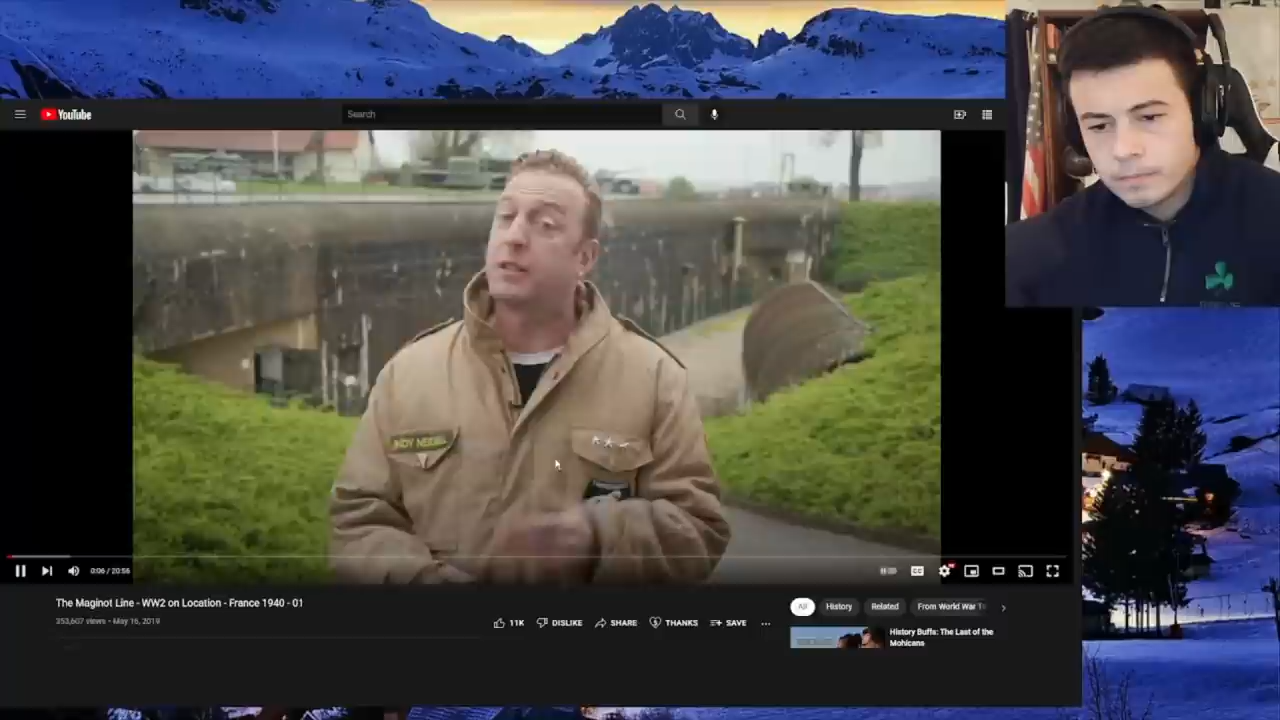 YouTube
Search
INDY NEIDELL
0:06 / 20:56
CC
The Maginot Line - WW2 on Location - France 1940 - 01
353,607 views • May 16, 2019
11K
DISLIKE
SHARE
THANKS
SAVE
All
History
Related
From World War T
History Buffs: The Last of the
Mohicans